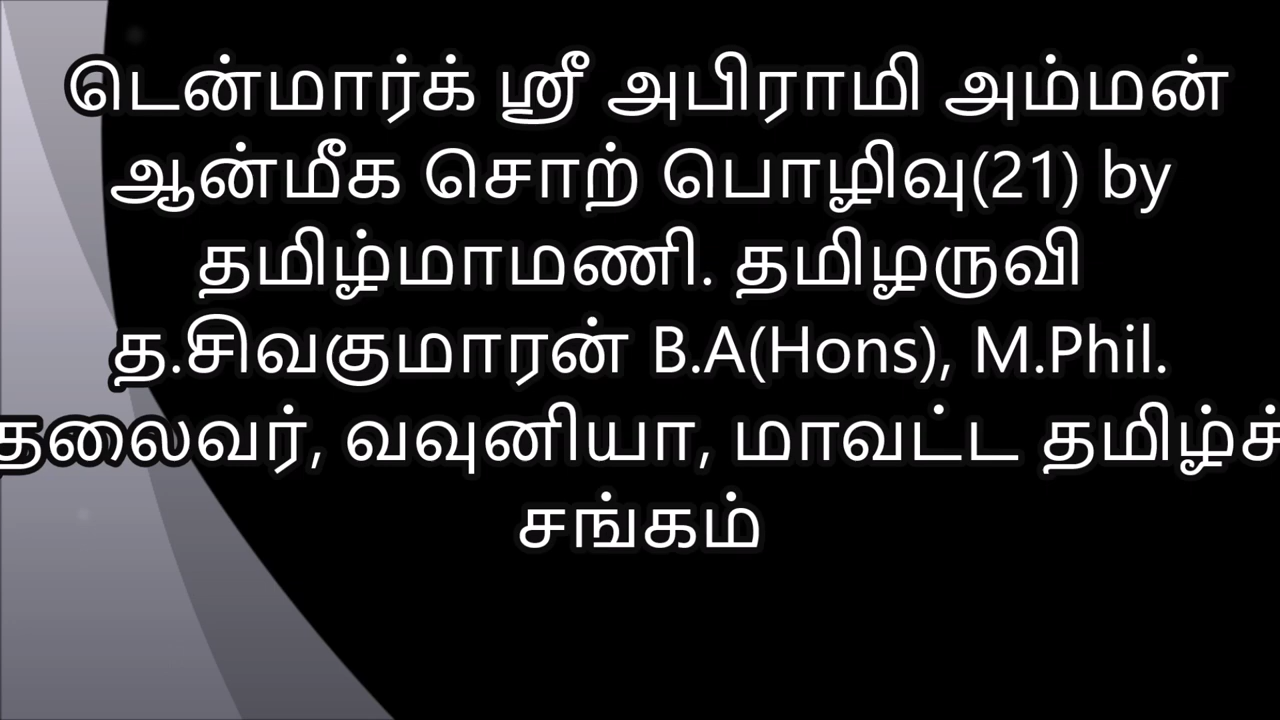 டென்மார்க் ஸ்ரீ அபிராமி அம்மன்
ஆன்மீக சொற் பொழிவு(21) by
தமிழ்மாமணி. தமிழருவி
த.சிவகுமாரன் B.A(Hons), M.Phil.
தலைவர், வவுனியா, மாவட்ட தமிழ்ச்
சங்கம்